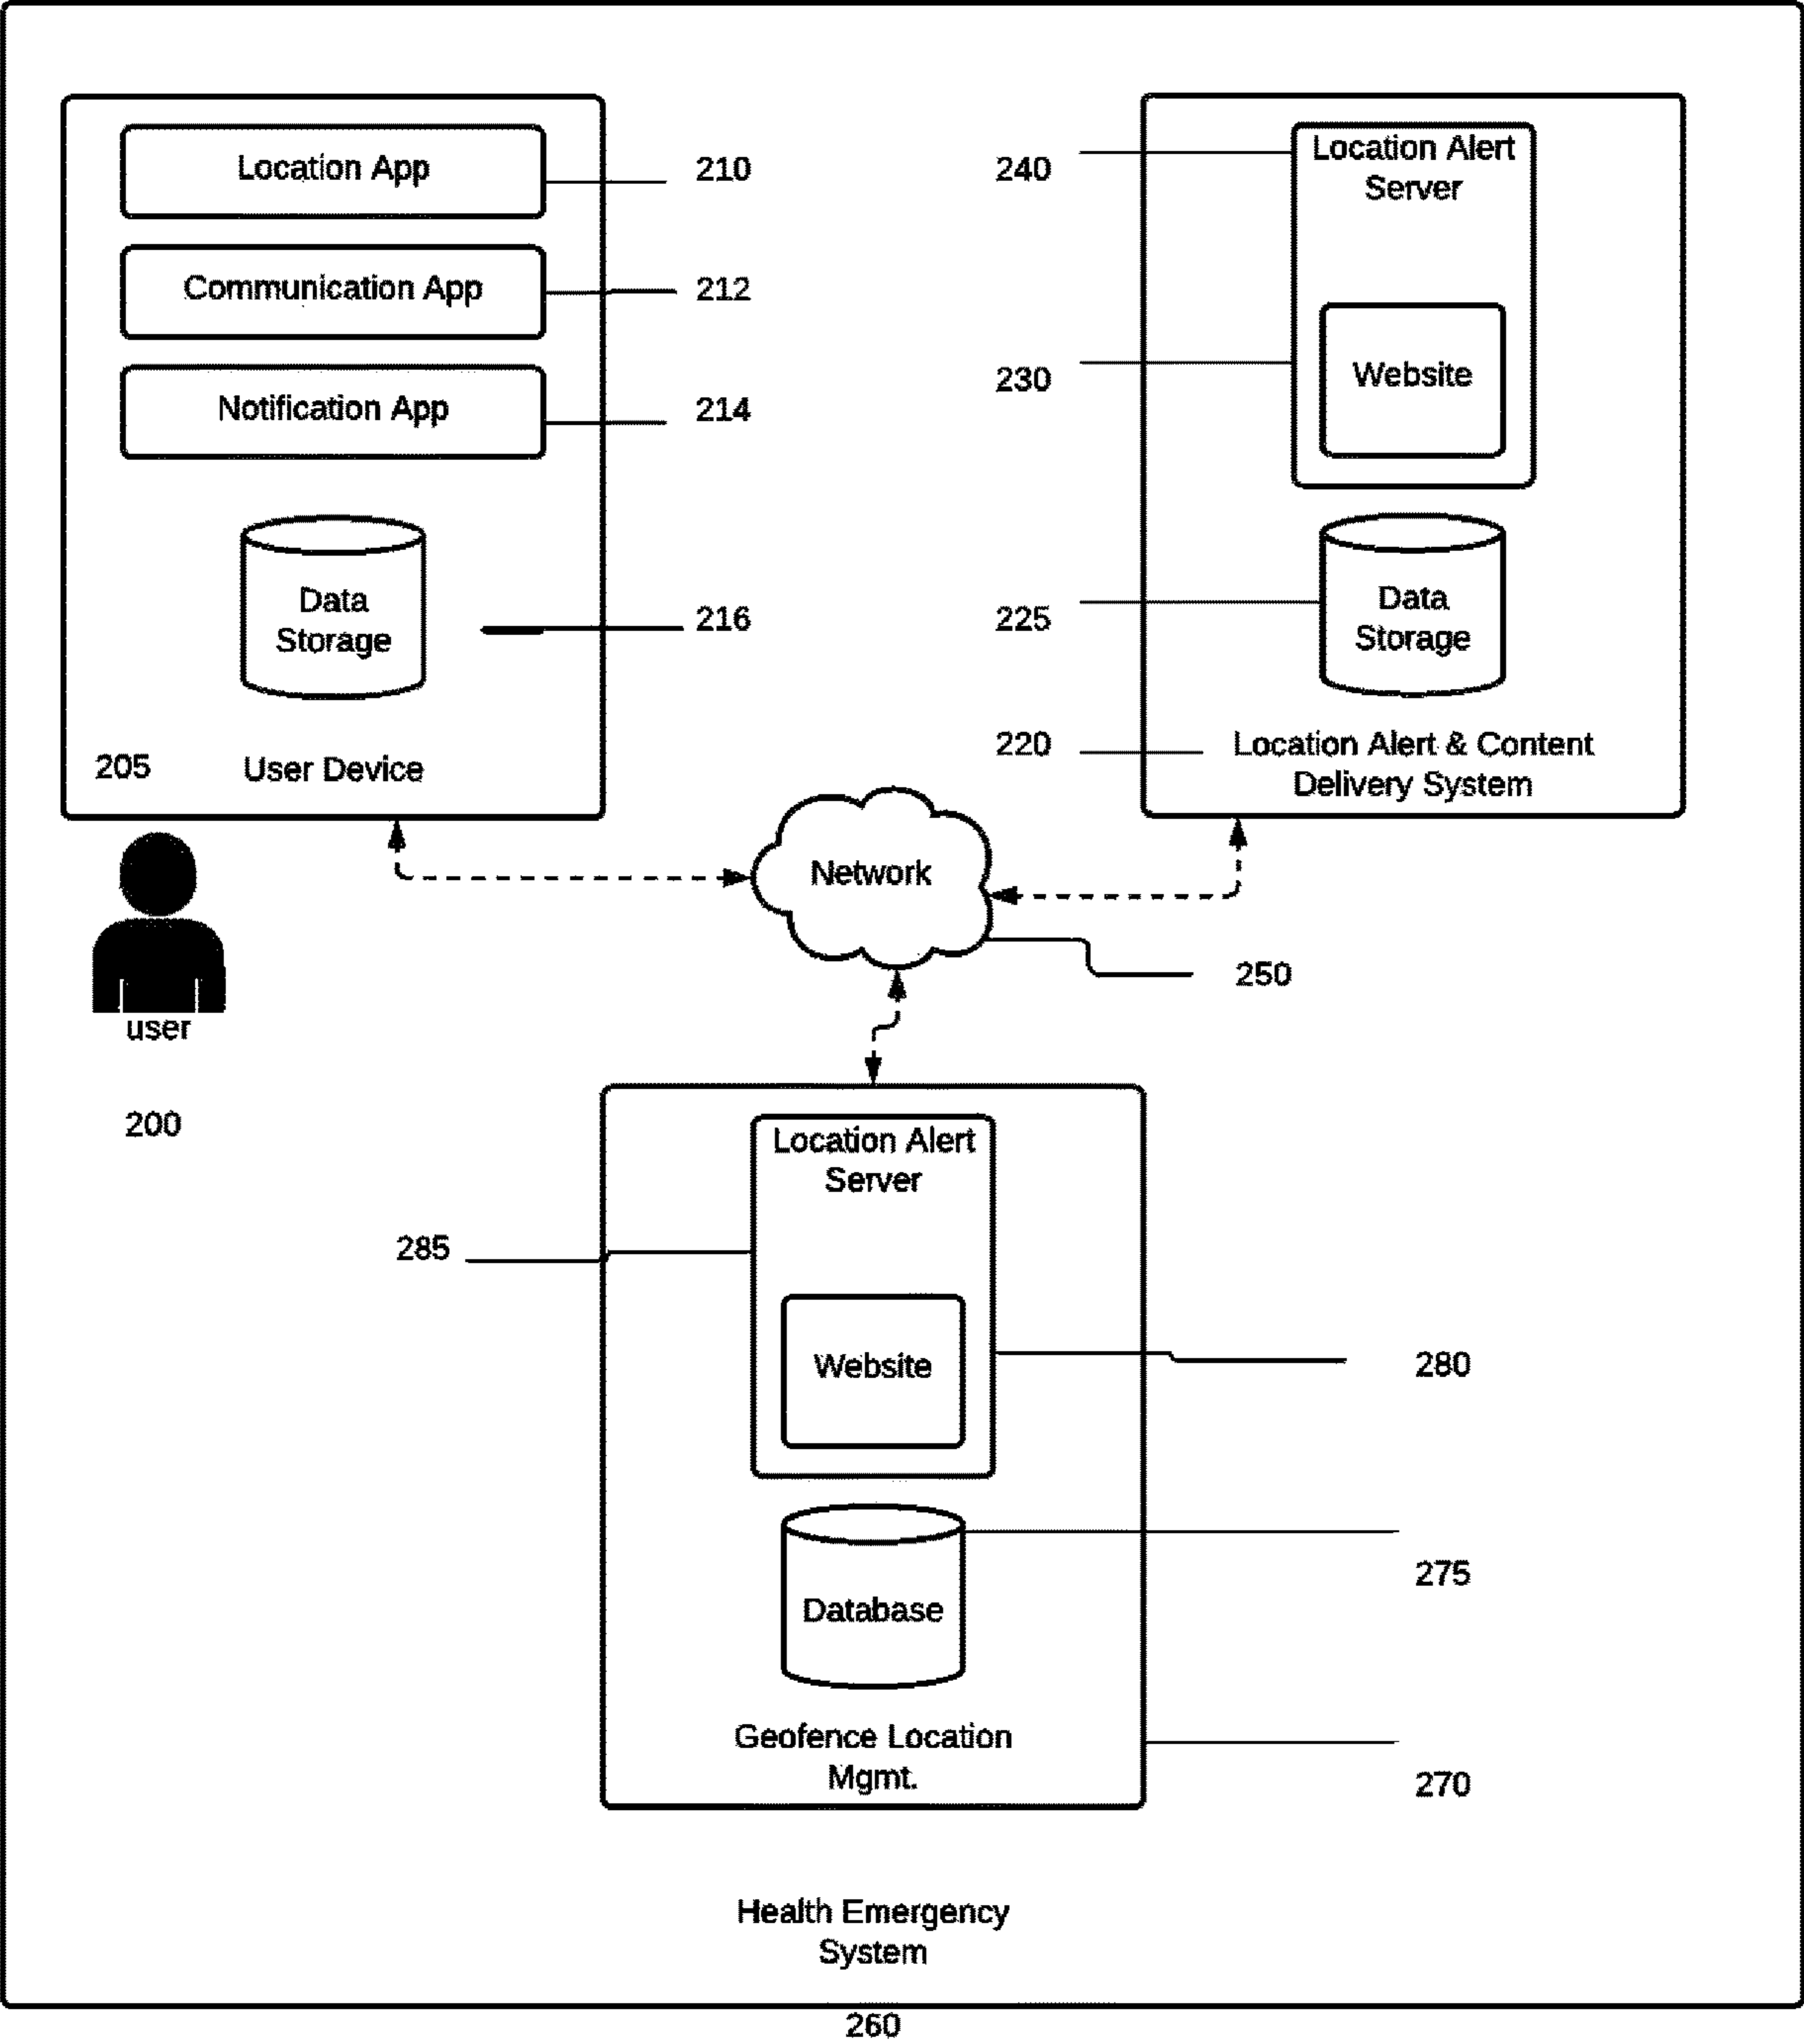 Location App
210
Communication App
212
Notification App
214
Data
Storage
216
205
User Device
240
Location Alert
Server
230
Website
225
Data
Storage
220
Location Alert & Content
Delivery System
Network
250
user
200
Location Alert
Server
285
Website
280
Database
275
Geofence Location
Mgmt.
270
Health Emergency
System
260